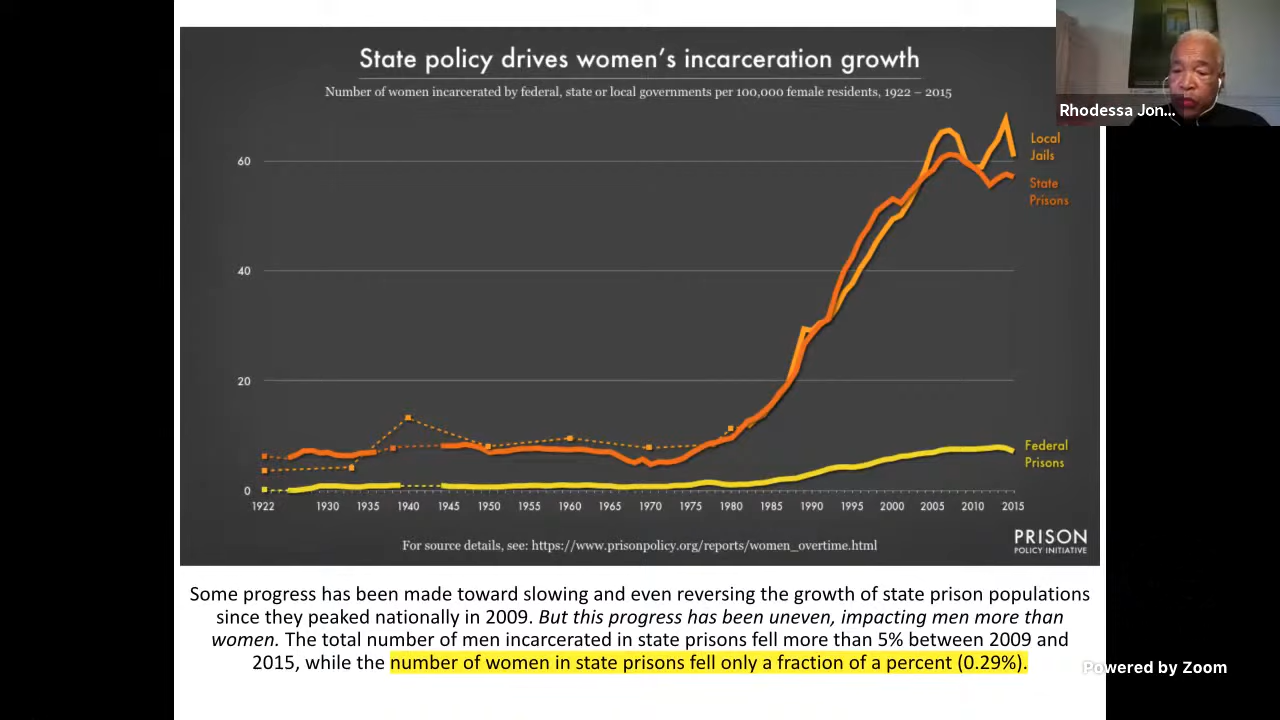 State policy drives women's incarceration growth
Number of women incarcerated by federal, state or local governments per 100,000 female residents, 1922 – 2015
Rhodessa Jon...
Local
Jails
State
Prisons
60
40
20
0
Federal
Prisons
1922 1930 1935 1940 1945 1950 1955 1960 1965 1970 1975 1980 1985 1990 1995 2000 2005 2010 2015
For source details, see: https://www.prisonpolicy.org/reports/women_overtime.html
PRISON
POLICY INITIATIVE
Some progress has been made toward slowing and even reversing the growth of state prison populations
since they peaked nationally in 2009. But this progress has been uneven, impacting men more than
women. The total number of men incarcerated in state prisons fell more than 5% between 2009 and
2015, while the number of women in state prisons fell only a fraction of a percent (0.29%).
Powered by Zoom